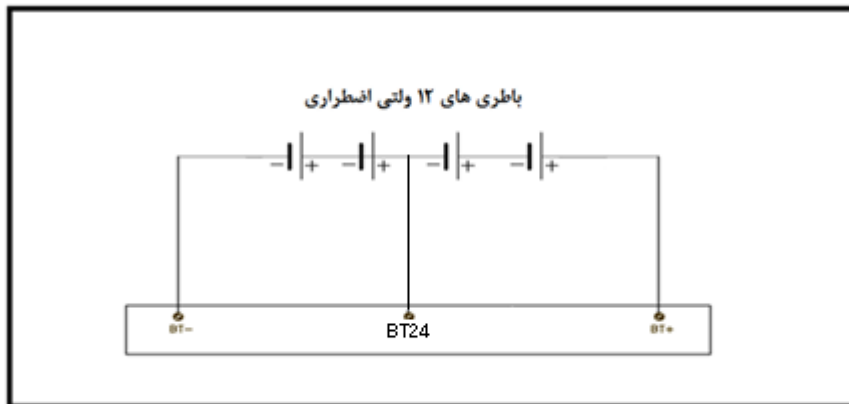 باطری های ۱۲ ولتی اضطراری
− + − + − + − +
BT− BT24 BT+